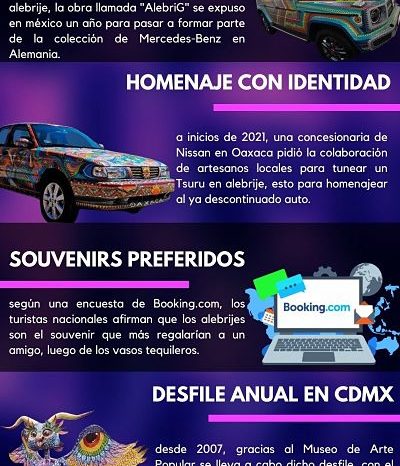 alebrije, la obra llamada "AlebriG" se expuso
en méxico un año para pasar a formar parte
de la colección de Mercedes-Benz en
Alemania.
HOMENAJE CON IDENTIDAD
a inicios de 2021, una concesionaria de
Nissan en Oaxaca pidió la colaboración
de artesanos locales para tunear un
Tsuru en alebrije, esto para homenajear
al ya descontinuado auto.
OAXACA
SOUVENIRS PREFERIDOS
según una encuesta de Booking.com, los
turistas nacionales afirman que los alebrijes
son el souvenir que más regalarían a un
amigo, luego de los vasos tequileros.
Booking.com
DESFILE ANUAL EN CDMX
desde 2007, gracias al Museo de Arte
Popular se lleva a cabo dicho desfile, con el